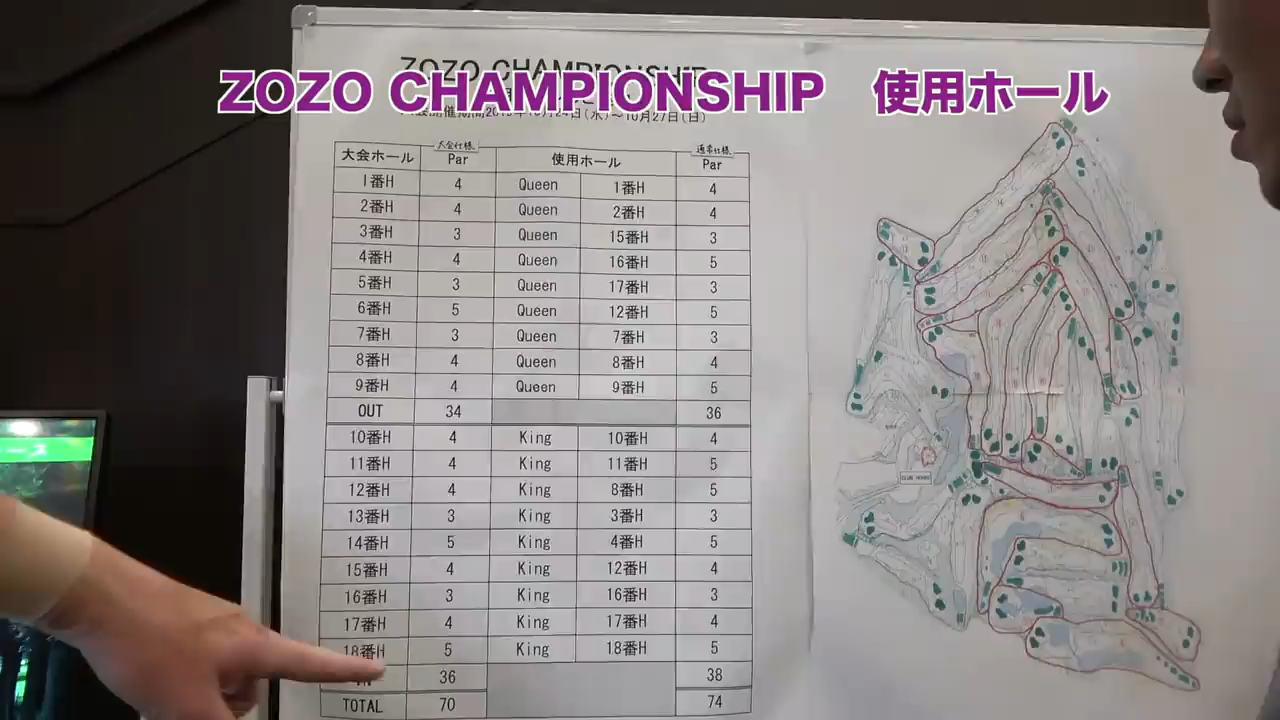 ZOZO CHAMPIONSHIP
ZOZO CHAMPIONSHIP 使用ホール
大会ホール 大会仕様 Par 使用ホール 通常仕様 Par
1番H 4 Queen 1番H 4
2番H 4 Queen 2番H 4
3番H 3 Queen 15番H 3
4番H 4 Queen 16番H 5
5番H 3 Queen 17番H 3
6番H 5 Queen 12番H 5
7番H 3 Queen 7番H 3
8番H 4 Queen 8番H 4
9番H 4 Queen 9番H 5
OUT 34 36
10番H 4 King 10番H 4
11番H 4 King 11番H 5
12番H 4 King 8番H 5
13番H 3 King 3番H 3
14番H 5 King 4番H 5
15番H 4 King 12番H 4
16番H 3 King 16番H 3
17番H 4 King 17番H 4
18番H 5 King 18番H 5
36 38
TOTAL 70 74
CLUB HOUSE